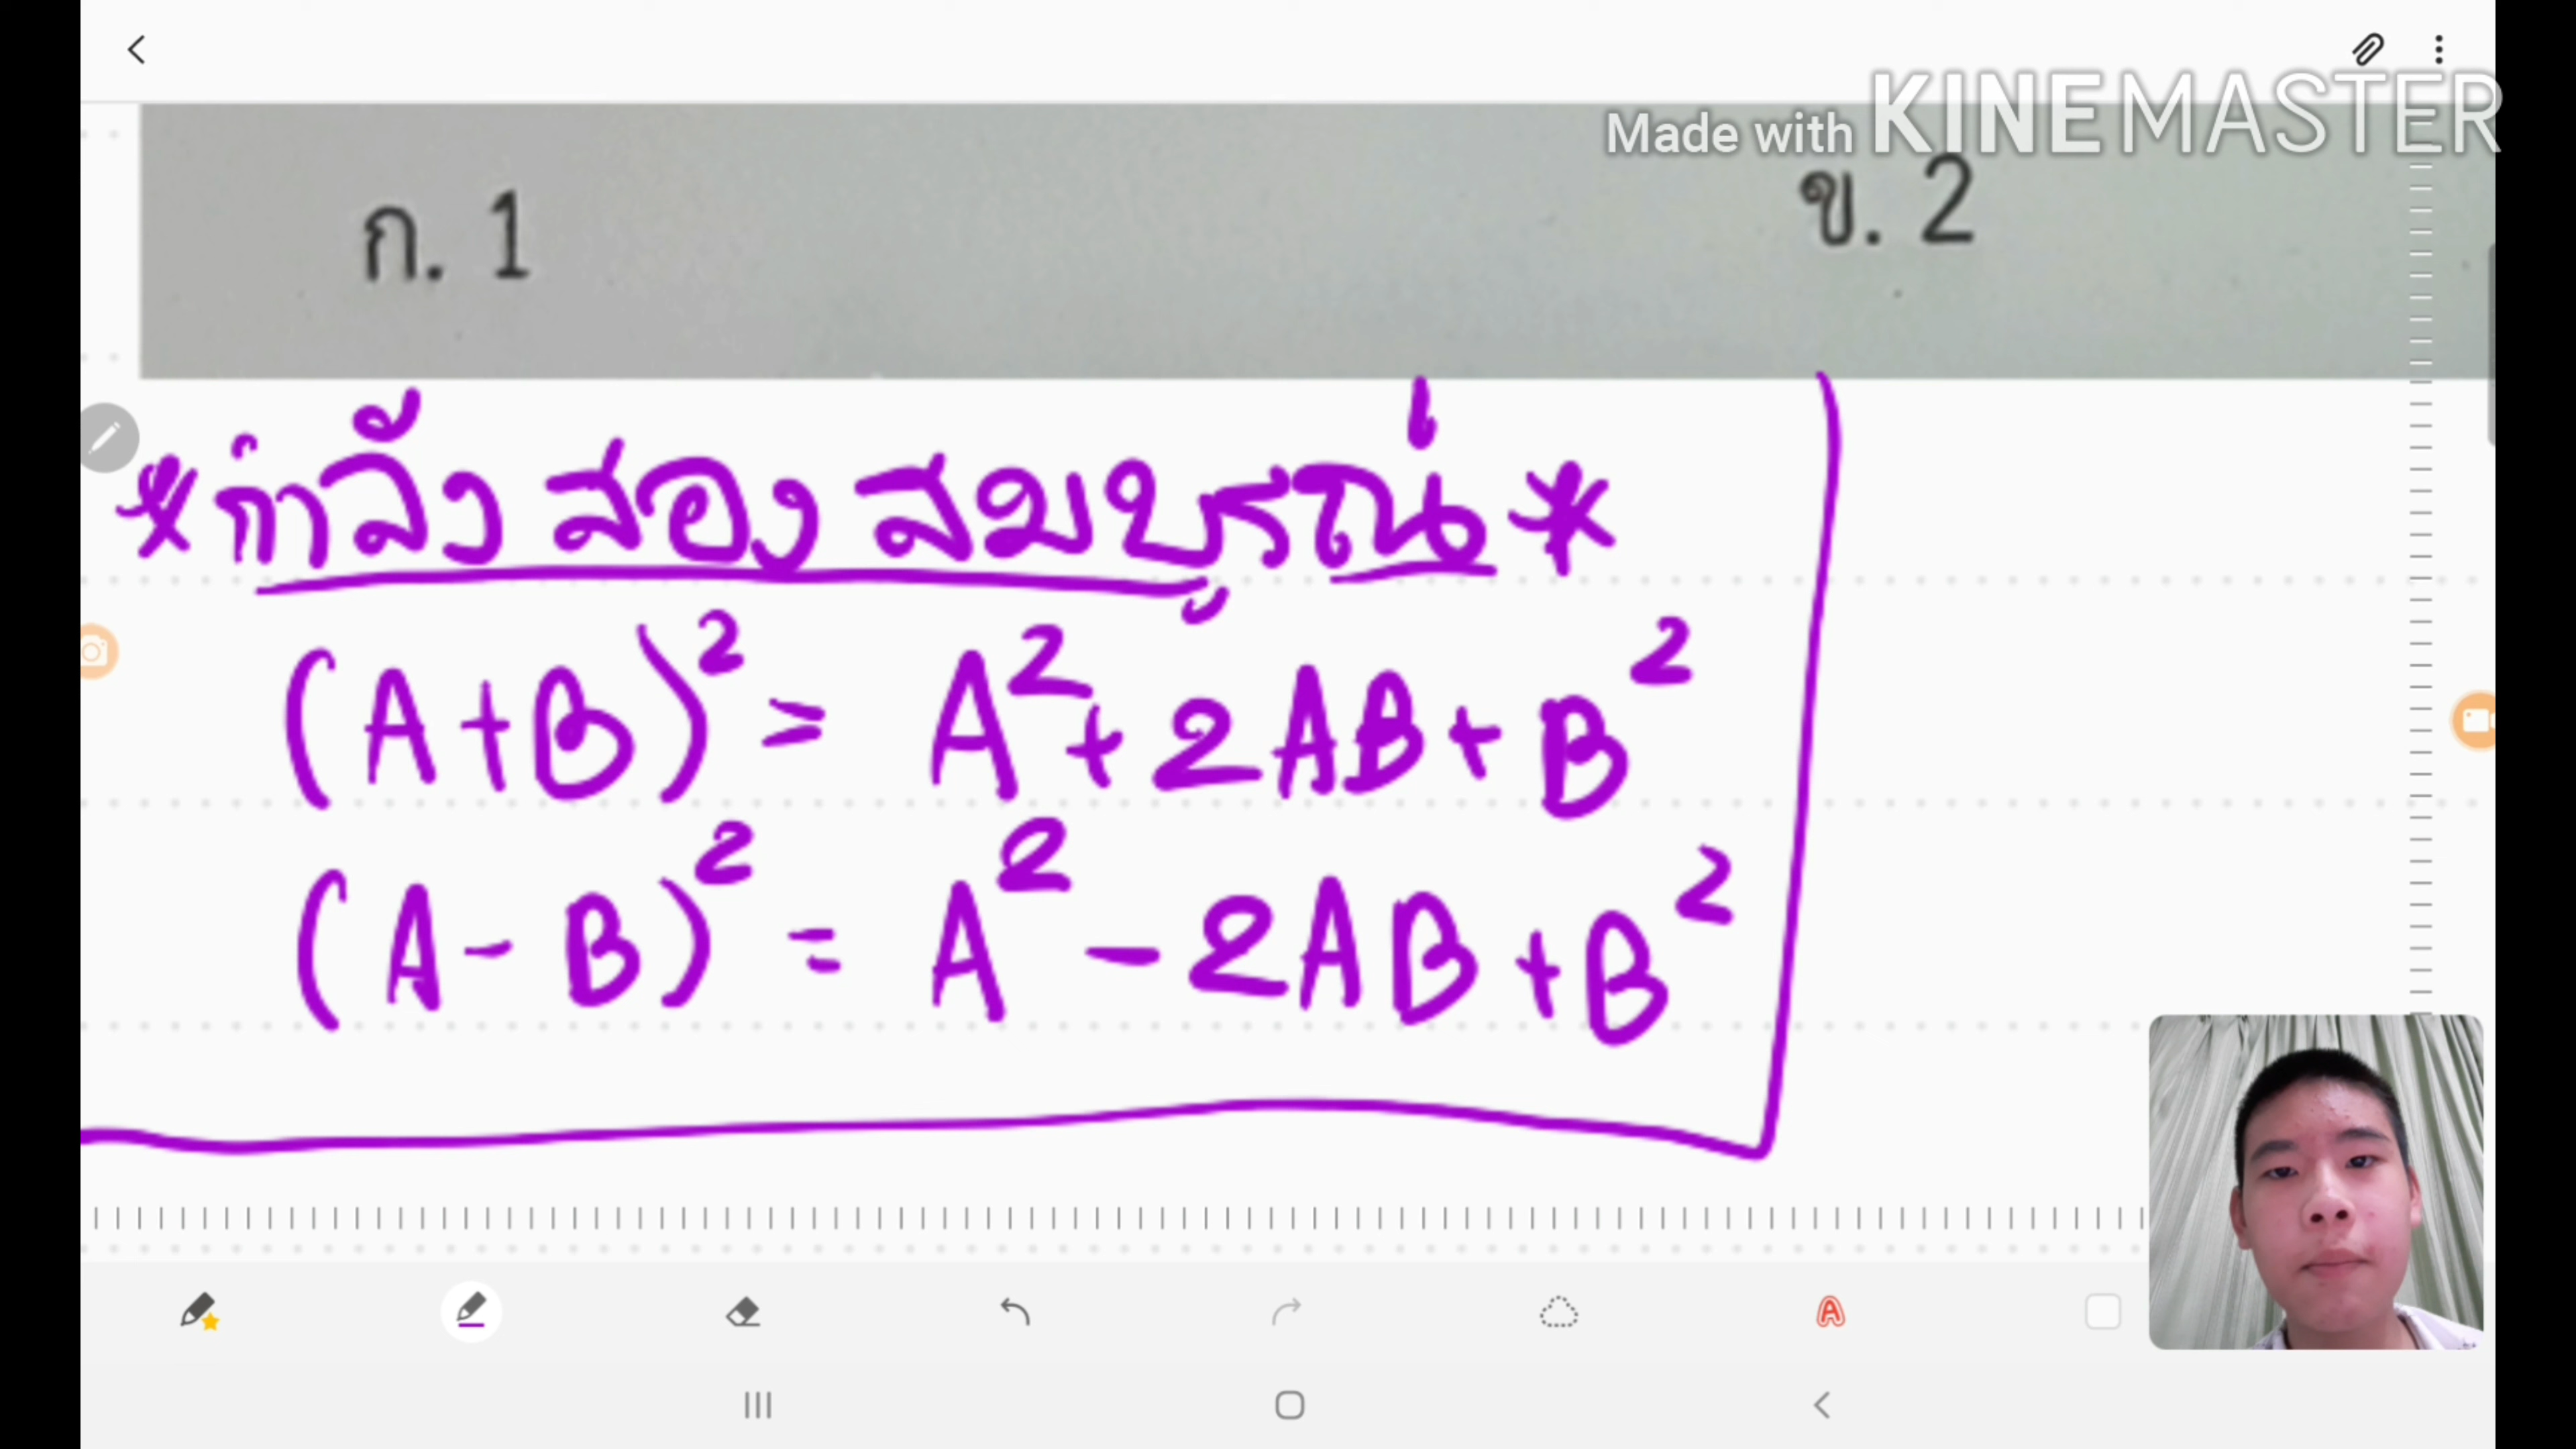 Made with KINEMASTER
ก. 1 ข. 2
*กำลังสองสมบูรณ์*
(A+B)² = A²+2AB+B²
(A-B)² = A²-2AB+B²